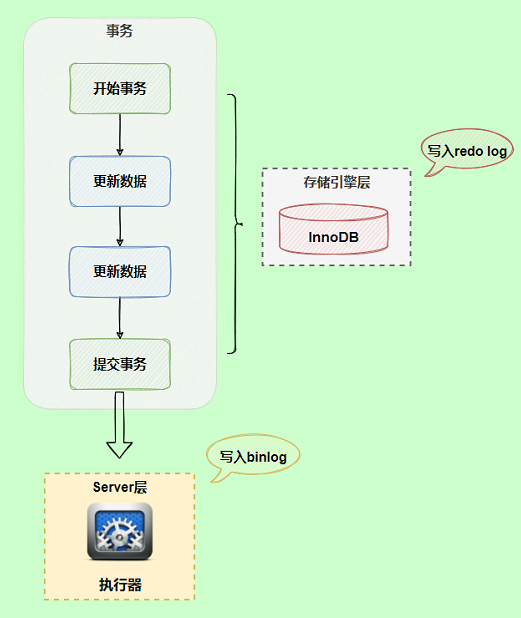 事务
开始事务
更新数据
更新数据
提交事务
写入redo log
存储引擎层
InnoDB
写入binlog
Server层
执行器